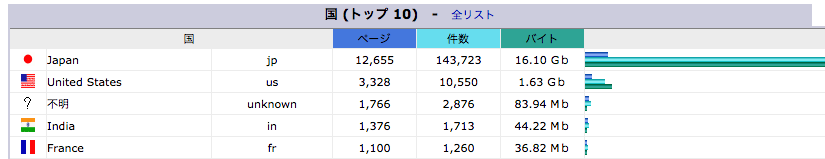 国 (トップ 10) - 全リスト
国 ページ 件数 バイト
Japan jp 12,655 143,723 16.10 Gb
United States us 3,328 10,550 1.63 Gb
? 不明 unknown 1,766 2,876 83.94 Mb
India in 1,376 1,713 44.22 Mb
France fr 1,100 1,260 36.82 Mb